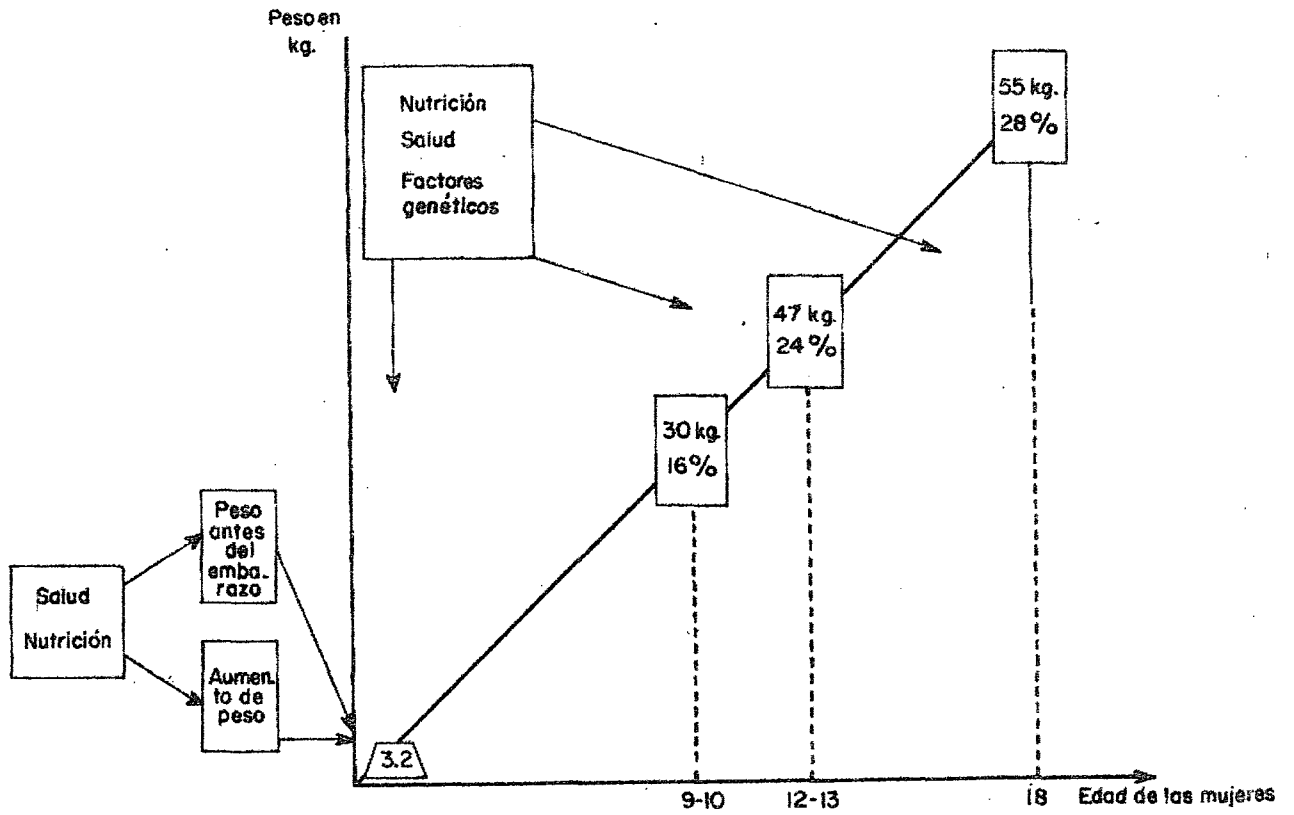 Peso en
kg.
Nutrición
Salud
Factores
genéticos
55 kg.
28%
47 kg.
24%
30 kg.
16%
Peso
antes
del
emba-
razo
Salud
Nutrición
Aumen-
to de
peso
3.2
9-10
12-13
18
Edad de las mujeres